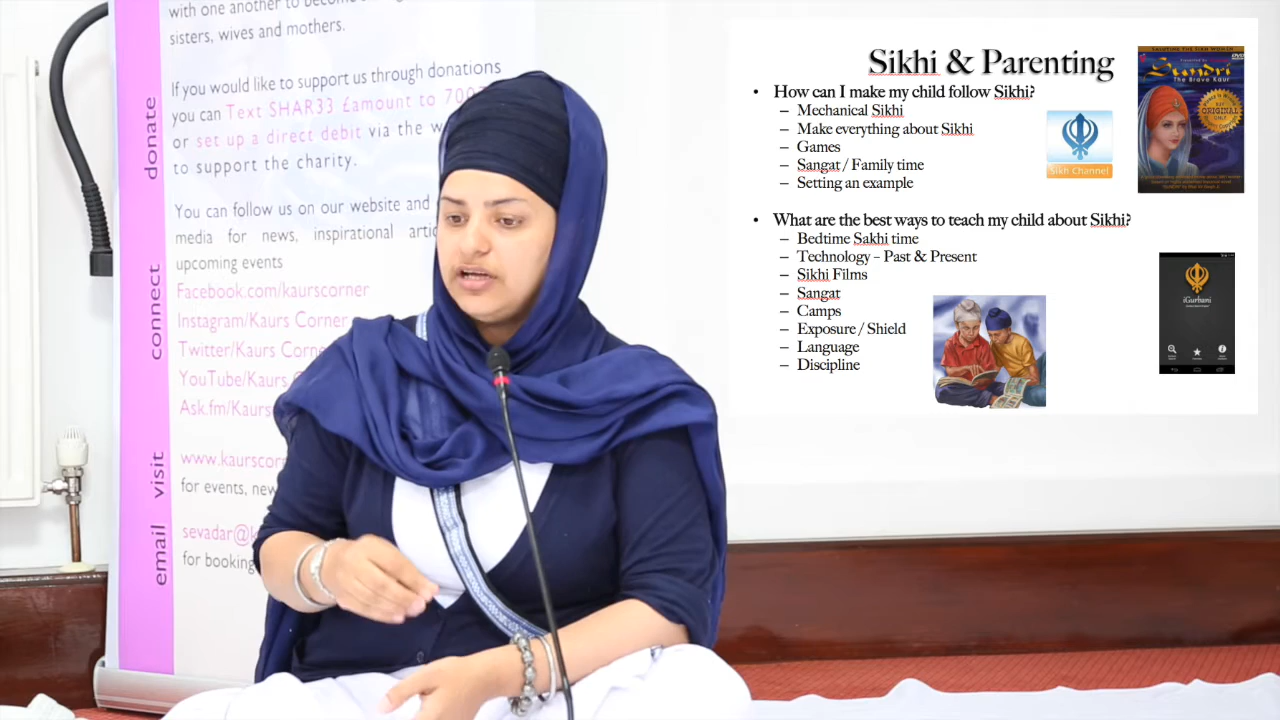 with one another to become
sisters, wives and mothers.
If you would like to support us through donations
you can Text SHAR33 £amount to
or set up a direct debit via the
to support the charity.
You can follow us on our website and
media for news, inspirational
upcoming events
Facebook.com/kaurscorner
Instagram/Kaurs Corner
Twitter/Kaurs
YouTube/Kaurs
Ask.fm/Kaurs
for events,
for booking
donate
connect
visit
email
Sikhi & Parenting
• How can I make my child follow Sikhi?
– Mechanical Sikhi
– Make everything about Sikhi
– Games
– Sangat / Family time
– Setting an example
• What are the best ways to teach my child about Sikhi?
– Bedtime Sakhi time
– Technology – Past & Present
– Sikhi Films
– Sangat
– Camps
– Exposure / Shield
– Language
– Discipline
Sikh Channel
DVD
Sundri
The Brave Kaur
ORIGINAL
iGurbani